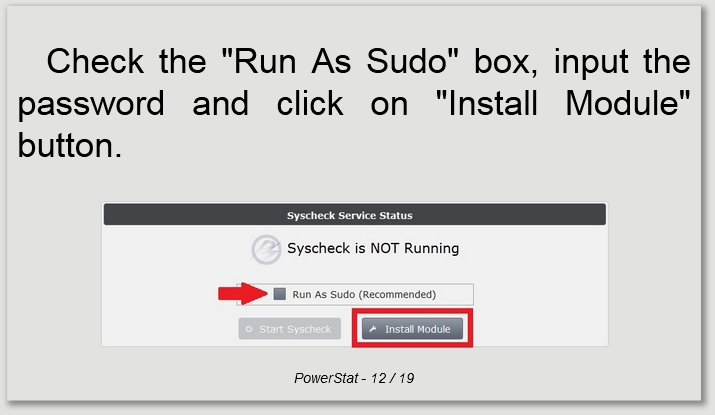 Check the "Run As Sudo" box, input the
password and click on "Install Module"
button.
Syscheck Service Status
Syscheck is NOT Running
Run As Sudo (Recommended)
Start Syscheck Install Module
PowerStat - 12 / 19